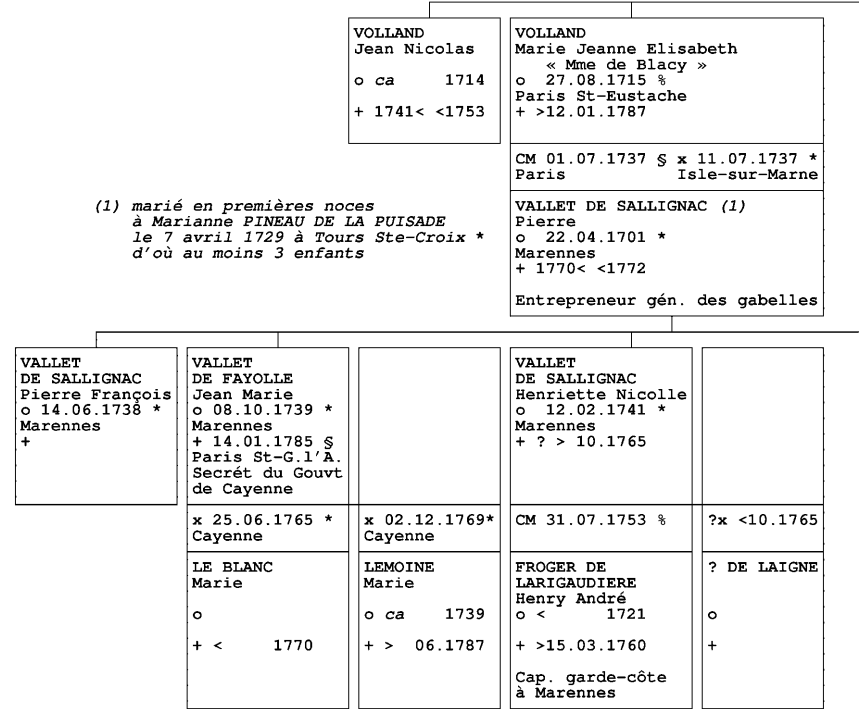 VOLLAND
Jean Nicolas
o ca 1714
+ 1741< <1753
VOLLAND
Marie Jeanne Elisabeth
« Mme de Blacy »
o 27.08.1715 %
Paris St-Eustache
+ >12.01.1787
CM 01.07.1737 § x 11.07.1737 *
Paris Isle-sur-Marne
(1) marié en premières noces
à Marianne PINEAU DE LA PUISADE
le 7 avril 1729 à Tours Ste-Croix *
d'où au moins 3 enfants
VALLET DE SALLIGNAC (1)
Pierre
o 22.04.1701 *
Marennes
+ 1770< <1772
Entrepreneur gén. des gabelles
VALLET
DE SALLIGNAC
Pierre François
o 14.06.1738 *
Marennes
+
VALLET
DE FAYOLLE
Jean Marie
o 08.10.1739 *
Marennes
+ 14.01.1785 §
Paris St-G.l'A.
Secrét du Gouvt
de Cayenne
x 25.06.1765 *
Cayenne
LE BLANC
Marie
o
+ < 1770
x 02.12.1769*
Cayenne
LEMOINE
Marie
o ca 1739
+ > 06.1787
VALLET
DE SALLIGNAC
Henriette Nicolle
o 12.02.1741 *
Marennes
+ ? > 10.1765
CM 31.07.1753 %
FROGER DE
LARIGAUDIERE
Henry André
o < 1721
+ >15.03.1760
Cap. garde-côte
à Marennes
?x <10.1765
? DE LAIGNE
o
+